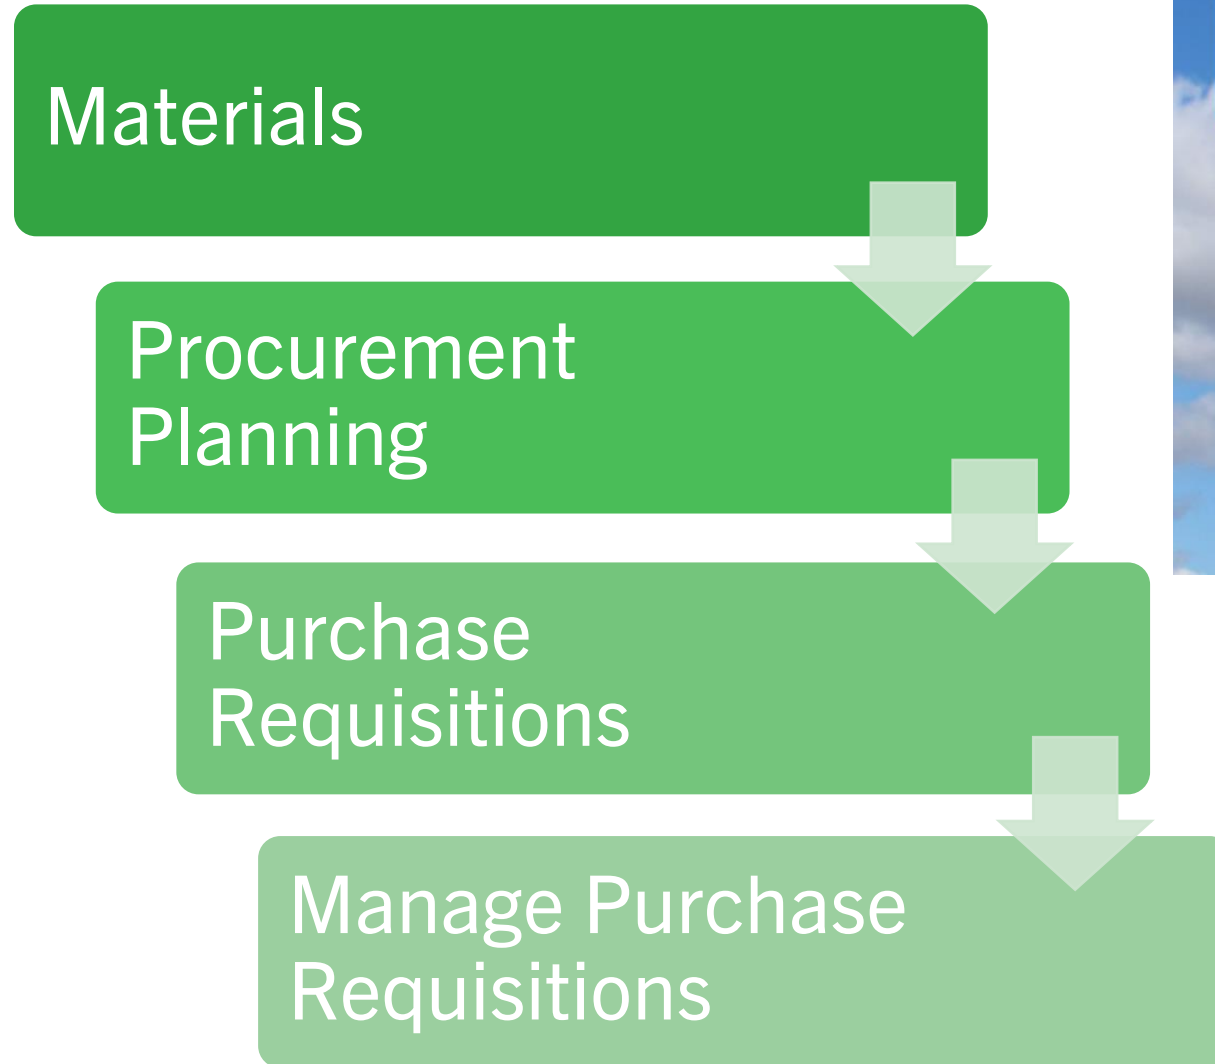 Materials
Procurement
Planning
Purchase
Requisitions
Manage Purchase
Requisitions